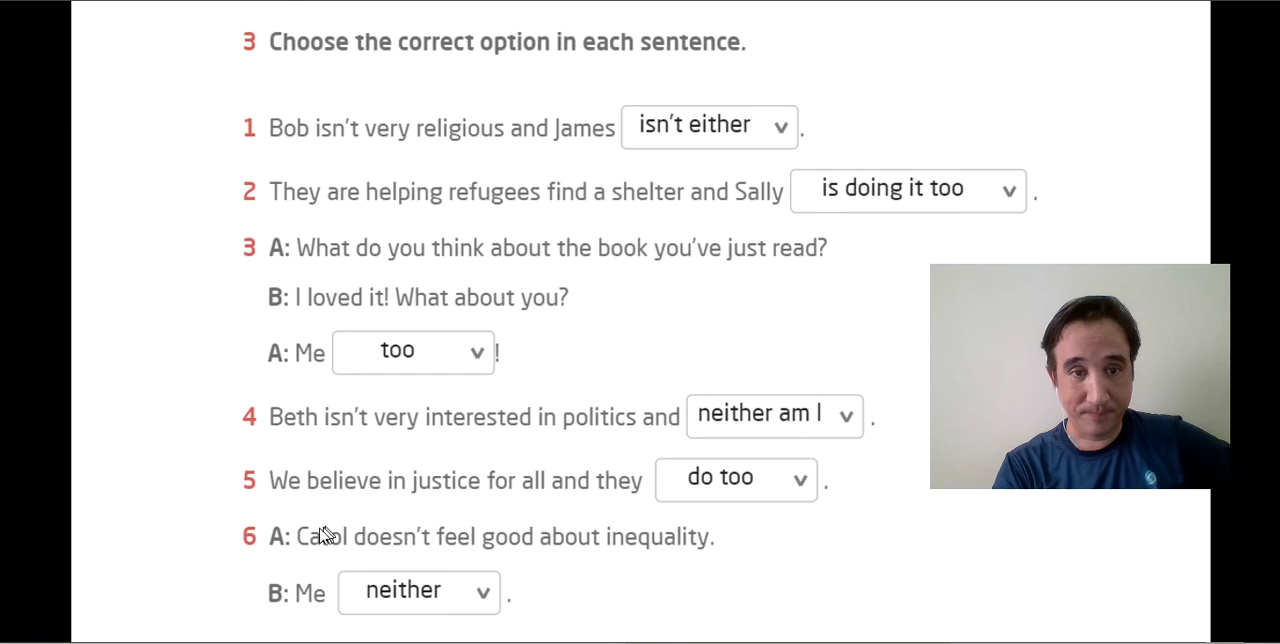 3 Choose the correct option in each sentence.
1 Bob isn't very religious and James isn't either .
2 They are helping refugees find a shelter and Sally is doing it too .
3 A: What do you think about the book you've just read?
B: I loved it! What about you?
A: Me too !
4 Beth isn't very interested in politics and neither am I .
5 We believe in justice for all and they do too .
6 A: Carol doesn't feel good about inequality.
B: Me neither .